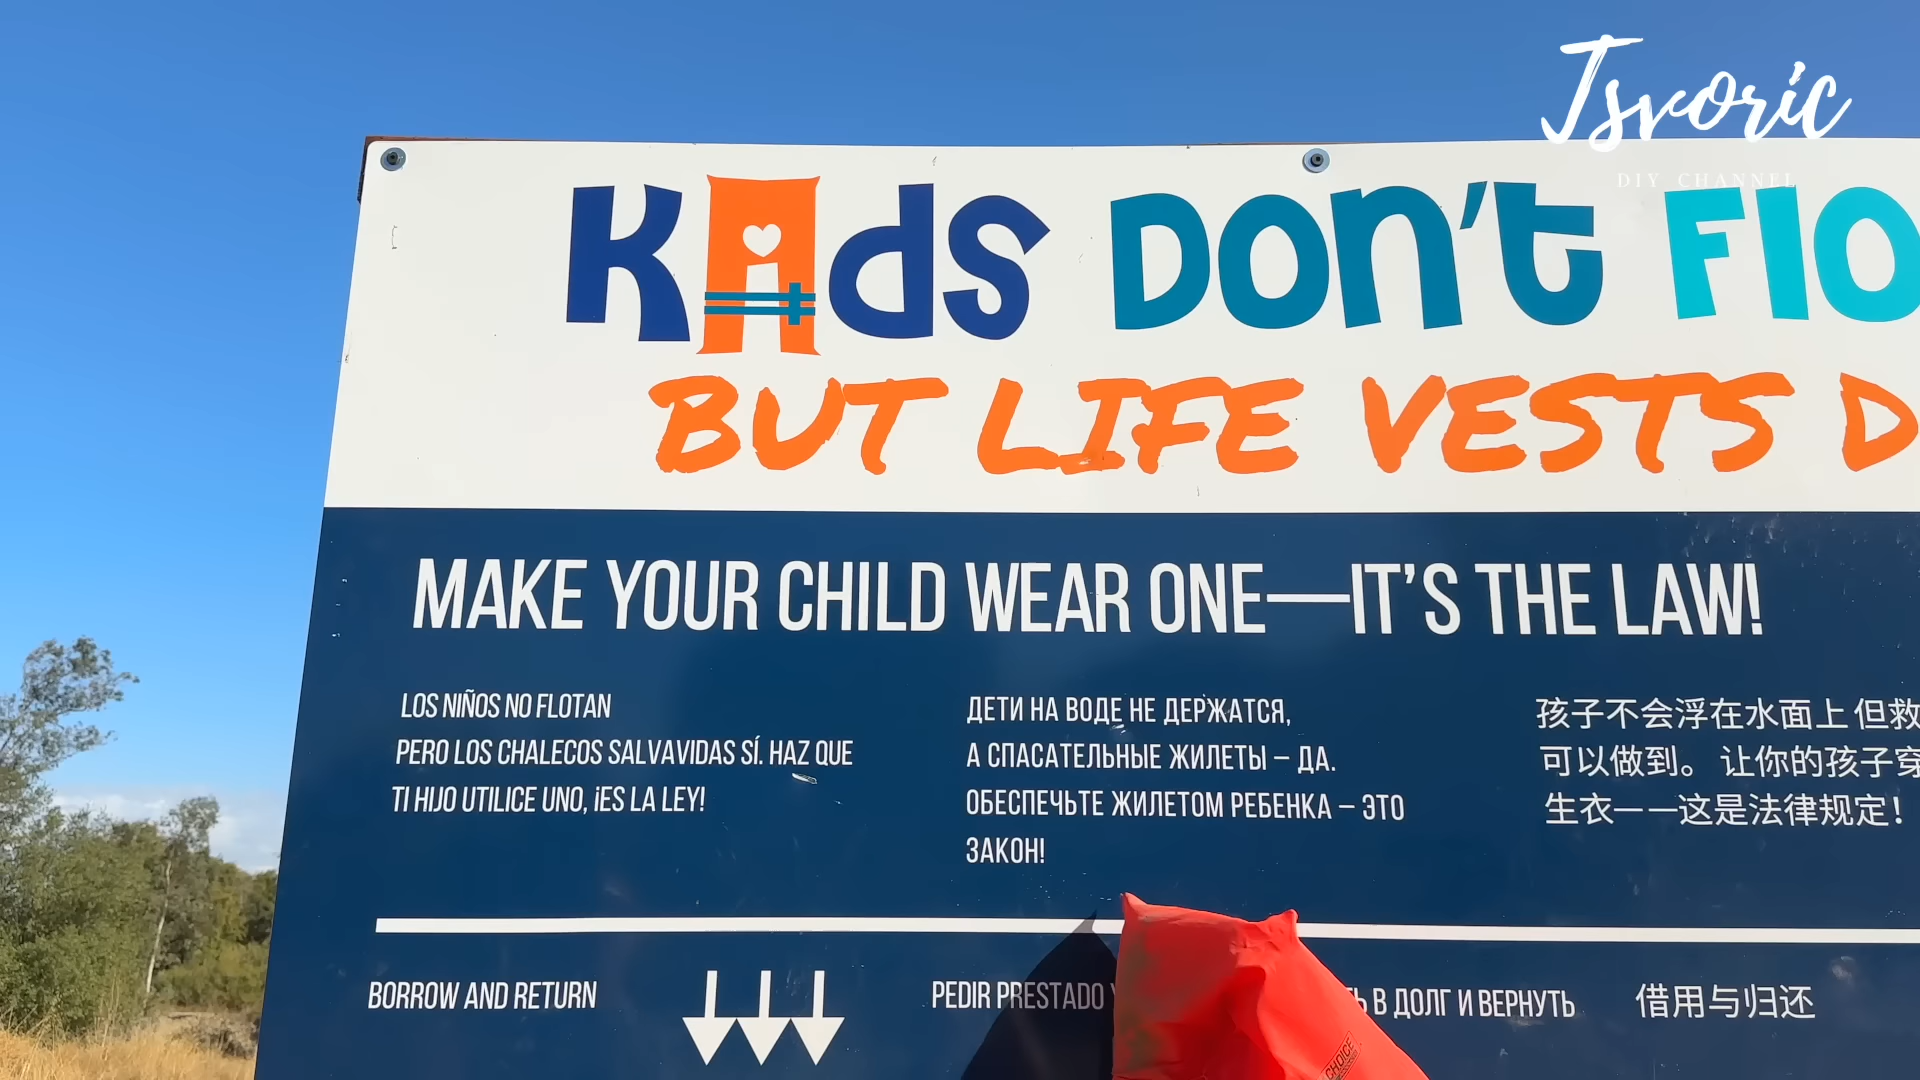 Tsvoric
DIY CHANNEL
KidS DON'T FlO
BUT LIFE VESTS D
MAKE YOUR CHILD WEAR ONE—IT'S THE LAW!
LOS NIÑOS NO FLOTAN
PERO LOS CHALECOS SALVAVIDAS SÍ. HAZ QUE
TI HIJO UTILICE UNO, ¡ES LA LEY!
ДЕТИ НА ВОДЕ НЕ ДЕРЖАТСЯ,
А СПАСАТЕЛЬНЫЕ ЖИЛЕТЫ – ДА.
ОБЕСПЕЧЬТЕ ЖИЛЕТОМ РЕБЕНКА – ЭТО
ЗАКОН!
孩子不会浮在水面上 但救
可以做到。 让你的孩子穿
生衣——这是法律规定!
BORROW AND RETURN
PEDIR PRESTADO
В ДОЛГ И ВЕРНУТЬ
借用与归还
CHOICE